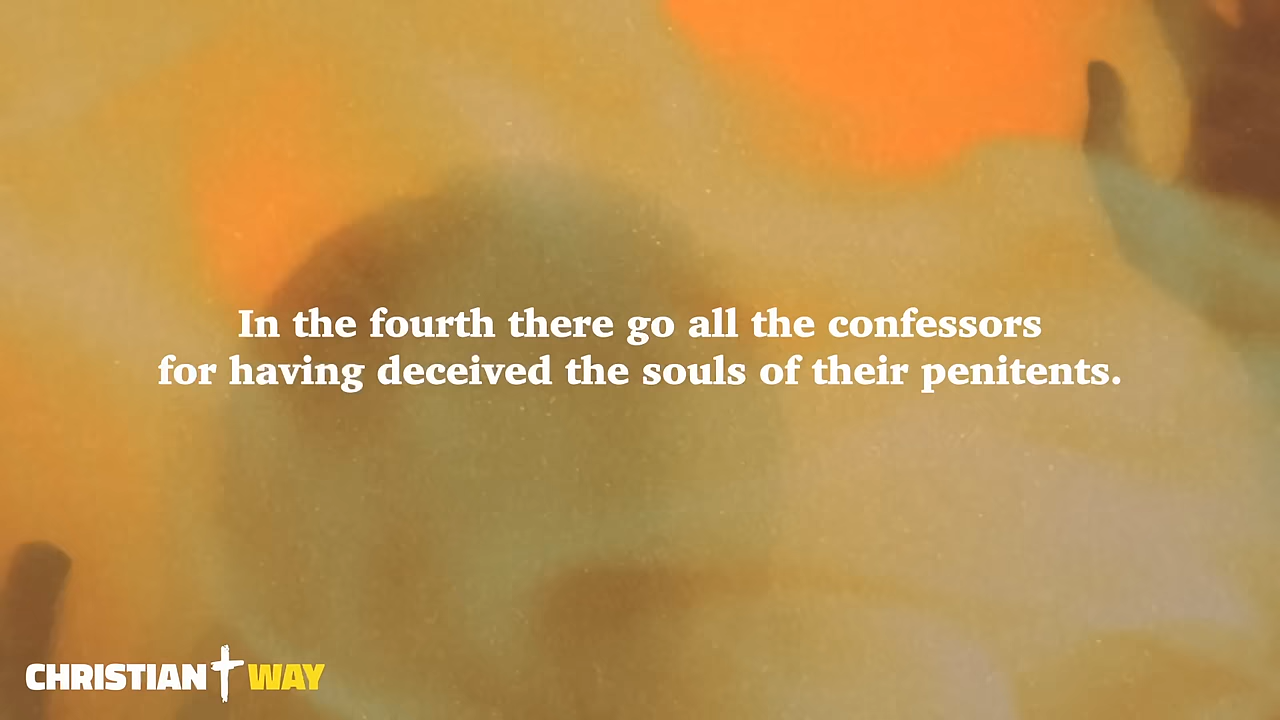 In the fourth there go all the confessors
for having deceived the souls of their penitents.
CHRISTIAN WAY